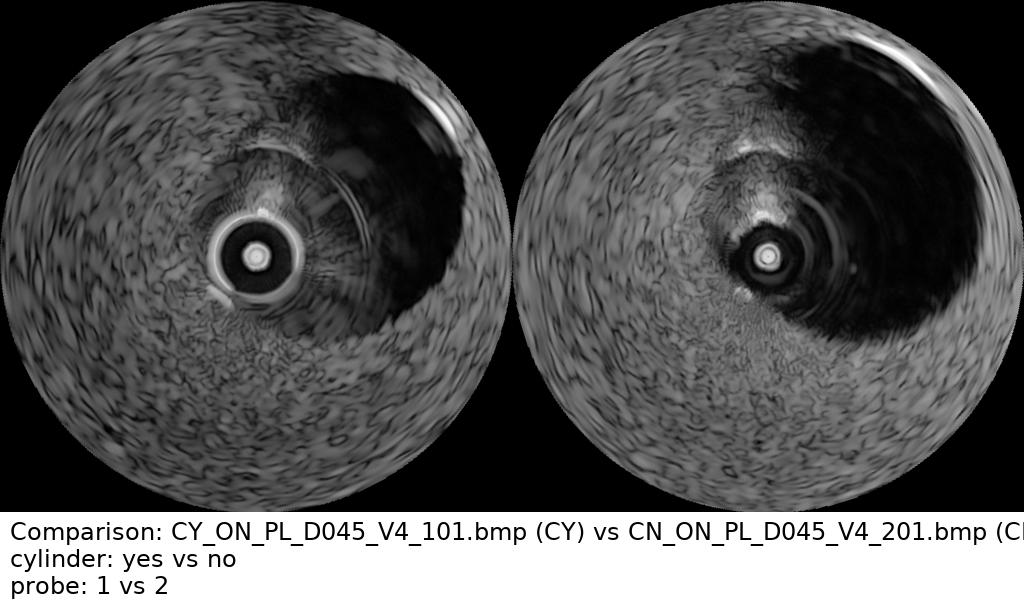 Comparison: CY_ON_PL_D045_V4_101.bmp (CY) vs CN_ON_PL_D045_V4_201.bmp (C
cylinder: yes vs no
probe: 1 vs 2